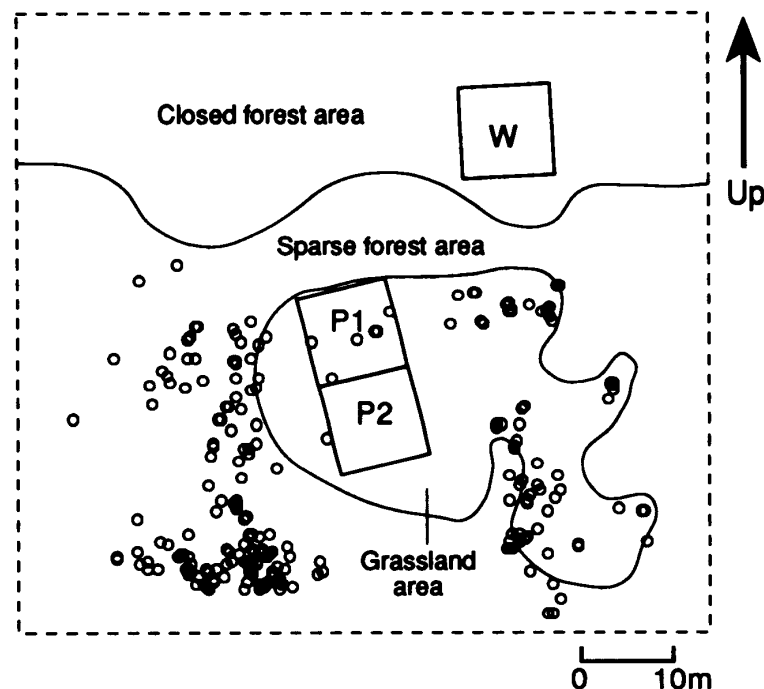 Closed forest area
W
Up
Sparse forest area
P1
P2
Grassland
area
0 10m